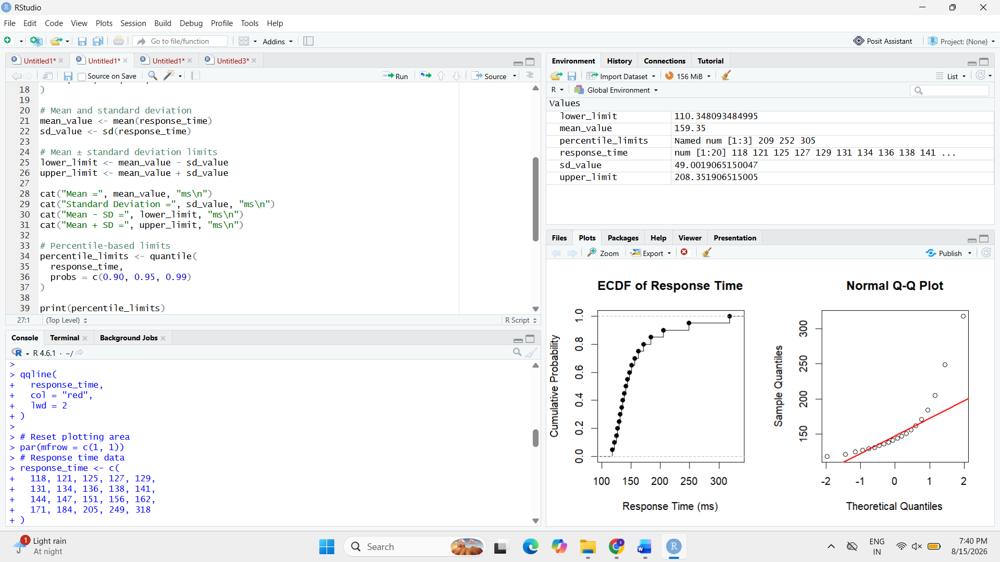 RStudio
File Edit Code View Plots Session Build Debug Profile Tools Help
Go to file/function Addins Posit Assistant Project: (None)
Untitled1* Untitled1* Untitled1* Untitled3*
Source on Save Run Source
18 )
19
20 # Mean and standard deviation
21 mean_value <- mean(response_time)
22 sd_value <- sd(response_time)
23
24 # Mean ± standard deviation limits
25 lower_limit <- mean_value - sd_value
26 upper_limit <- mean_value + sd_value
27
28 cat("Mean =", mean_value, "ms\n")
29 cat("Standard Deviation =", sd_value, "ms\n")
30 cat("Mean - SD =", lower_limit, "ms\n")
31 cat("Mean + SD =", upper_limit, "ms\n")
32
33 # Percentile-based limits
34 percentile_limits <- quantile(
35 response_time,
36 probs = c(0.90, 0.95, 0.99)
37 )
38
39 print(percentile_limits)
27:1 (Top Level) R Script
Console Terminal Background Jobs
R 4.6.1 · ~/
>
> qqline(
+ response_time,
+ col = "red",
+ lwd = 2
+ )
>
> # Reset plotting area
> par(mfrow = c(1, 1))
> # Response time data
> response_time <- c(
+ 118, 121, 125, 127, 129,
+ 131, 134, 136, 138, 141,
+ 144, 147, 151, 156, 162,
+ 171, 184, 205, 249, 318
+ )
Environment History Connections Tutorial
Import Dataset 156 MiB List
R Global Environment
Values
lower_limit 110.348093484995
mean_value 159.35
percentile_limits Named num [1:3] 209 252 305
response_time num [1:20] 118 121 125 127 129 131 134 136 138 141 ...
sd_value 49.0019065150047
upper_limit 208.351906515005
Files Plots Packages Help Viewer Presentation
Zoom Export Publish
ECDF of Response Time
Cumulative Probability
0.0 0.2 0.4 0.6 0.8 1.0
100 150 200 250 300
Response Time (ms)
Normal Q-Q Plot
Sample Quantiles
150 200 250 300
-2 -1 0 1 2
Theoretical Quantiles
1
Light rain
At night
Search
ENG
IN
7:40 PM
8/15/2026